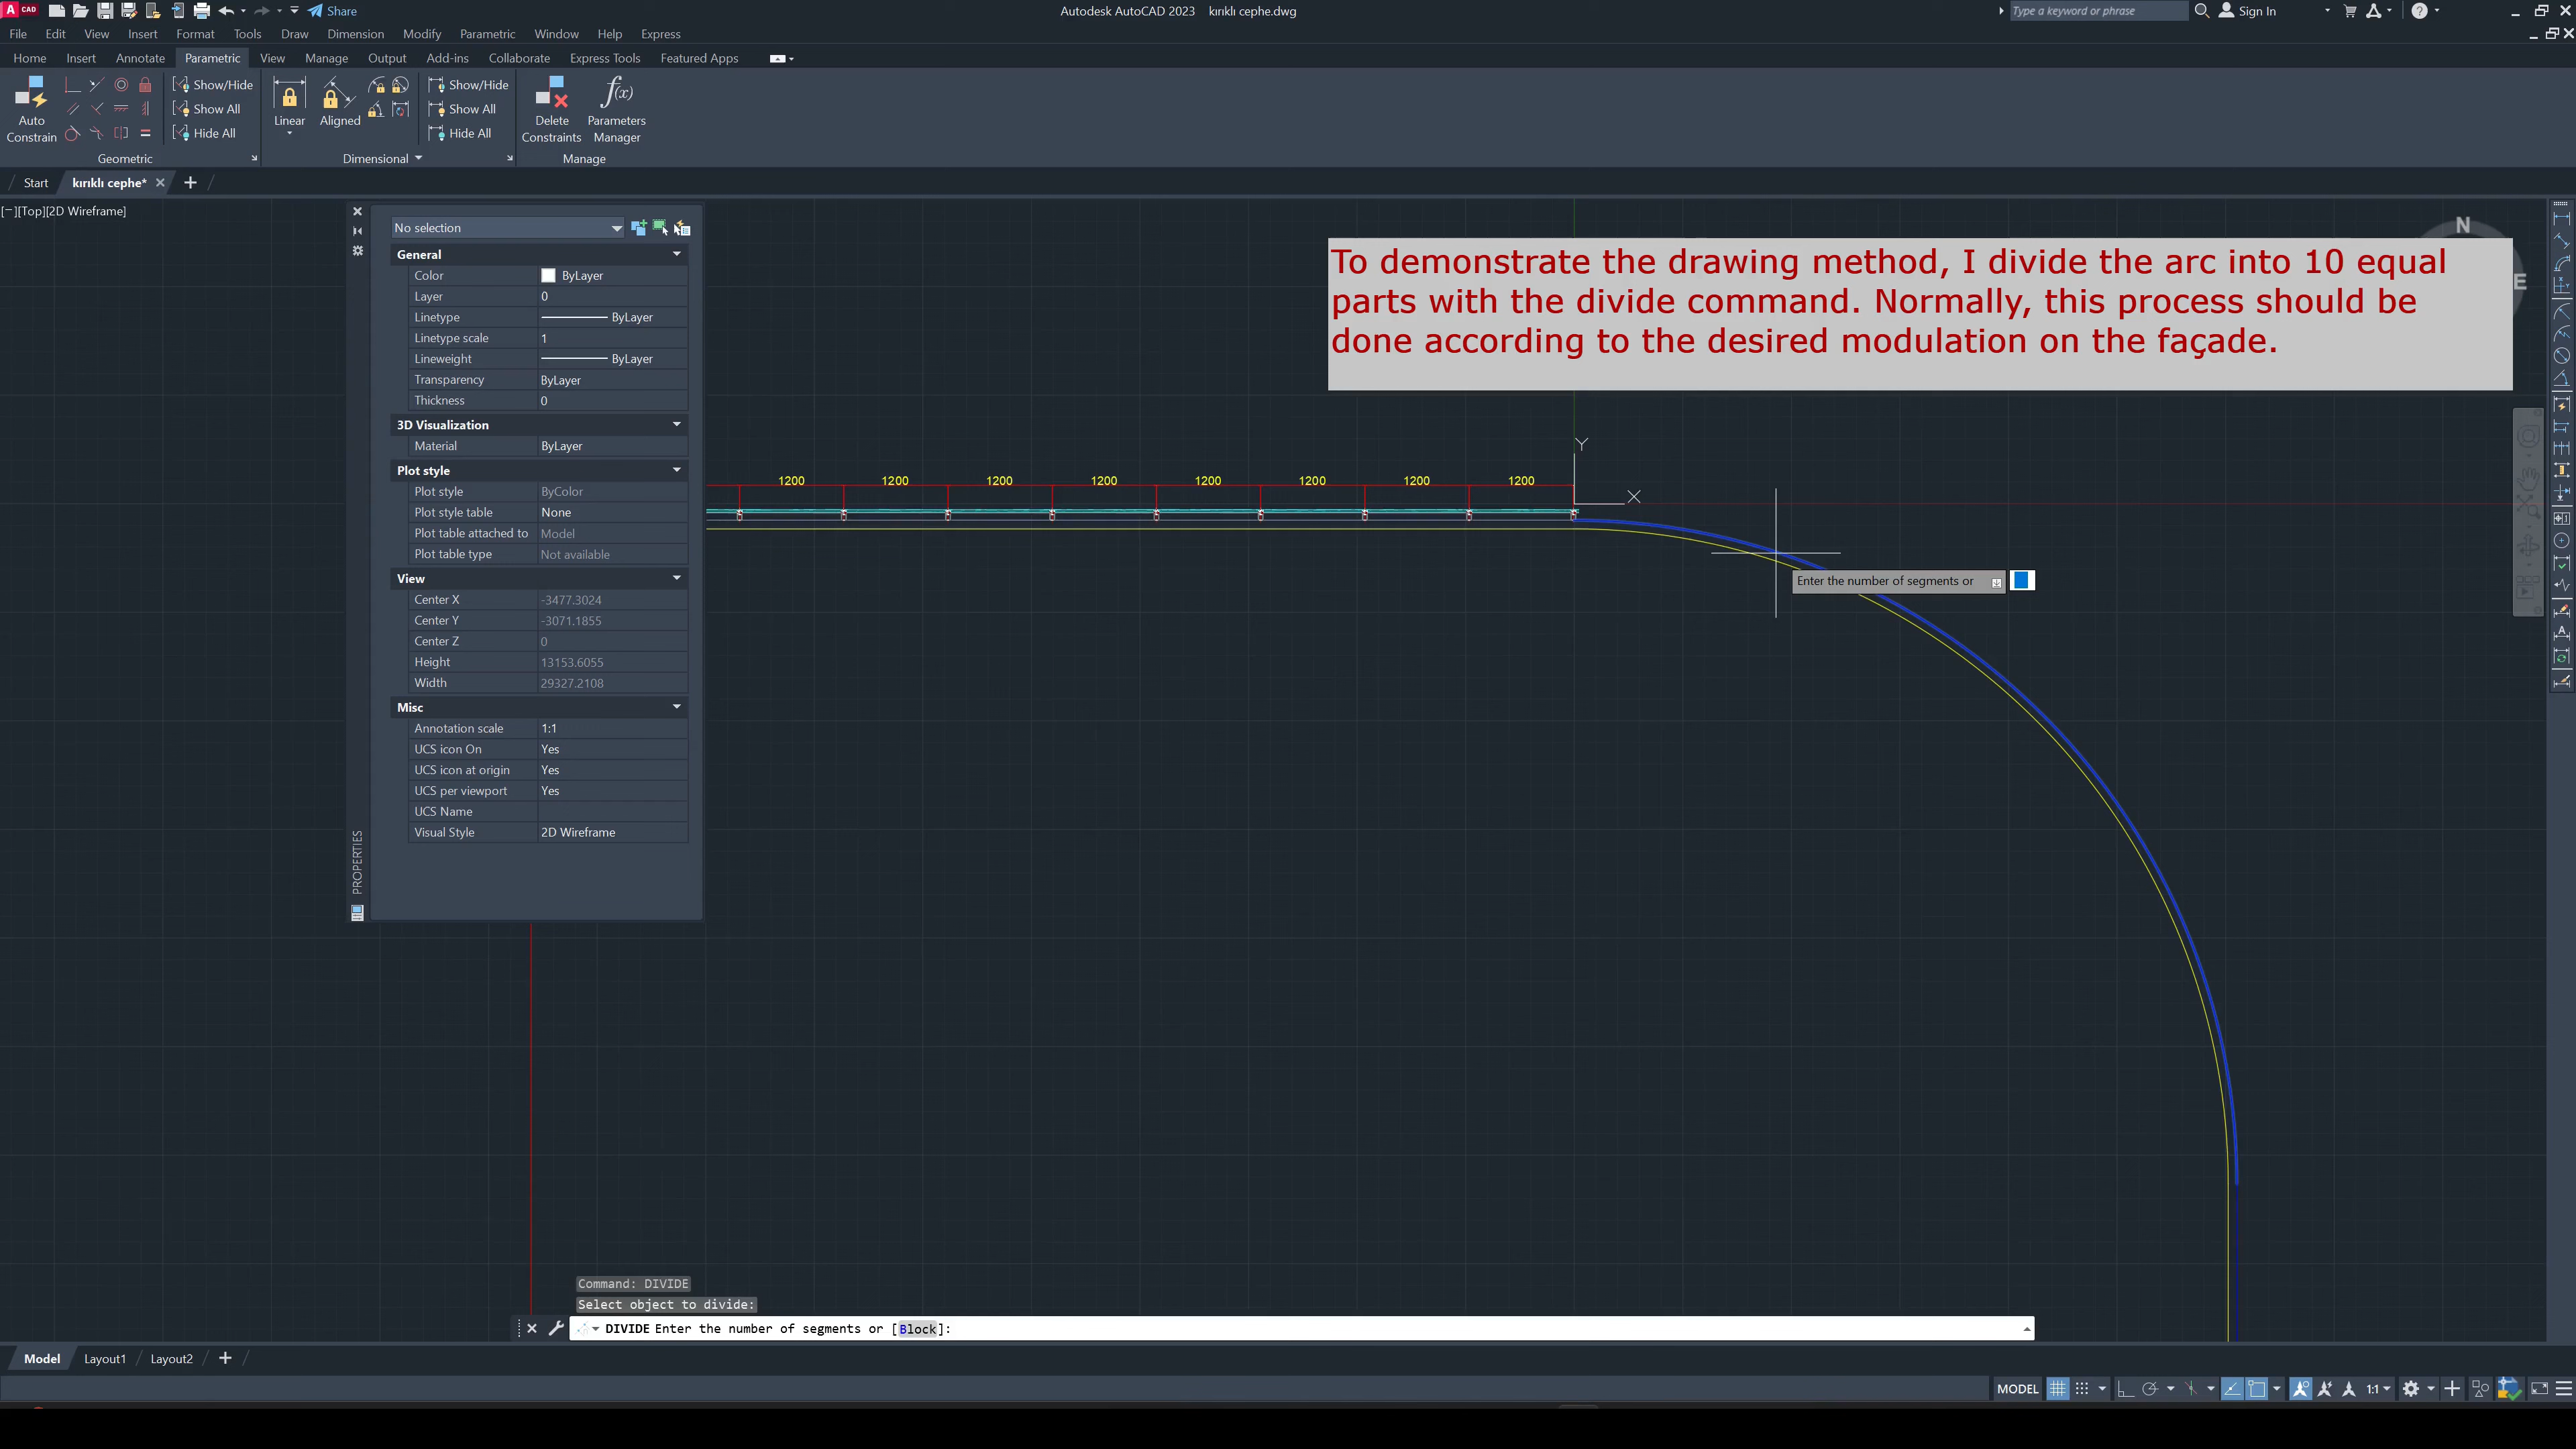 A CAD
Share
Autodesk AutoCAD 2023 kırıklı cephe.dwg
Type a keyword or phrase
Sign In
File Edit View Insert Format Tools Draw Dimension Modify Parametric Window Help Express
Home Insert Annotate Parametric View Manage Output Add-ins Collaborate Express Tools Featured Apps
Auto
Constrain
Show/Hide
Show All
Hide All
Geometric
Linear
Aligned
Show/Hide
Show All
Hide All
Dimensional
Delete
Constraints
f(x)
Parameters
Manager
Manage
Start
kırıklı cephe*
[−][Top][2D Wireframe]
No selection
General
Color ByLayer
Layer 0
Linetype ByLayer
Linetype scale 1
Lineweight ByLayer
Transparency ByLayer
Thickness 0
3D Visualization
Material ByLayer
Plot style
Plot style ByColor
Plot style table None
Plot table attached to Model
Plot table type Not available
View
Center X -3477.3024
Center Y -3071.1855
Center Z 0
Height 13153.6055
Width 29327.2108
Misc
Annotation scale 1:1
UCS icon On Yes
UCS icon at origin Yes
UCS per viewport Yes
UCS Name
Visual Style 2D Wireframe
PROPERTIES
To demonstrate the drawing method, I divide the arc into 10 equal
parts with the divide command. Normally, this process should be
done according to the desired modulation on the façade.
N
E
Y
X
1200 1200 1200 1200 1200 1200 1200 1200
Enter the number of segments or
Command: DIVIDE
Select object to divide:
DIVIDE Enter the number of segments or [Block]:
Model Layout1 Layout2
MODEL
1:1